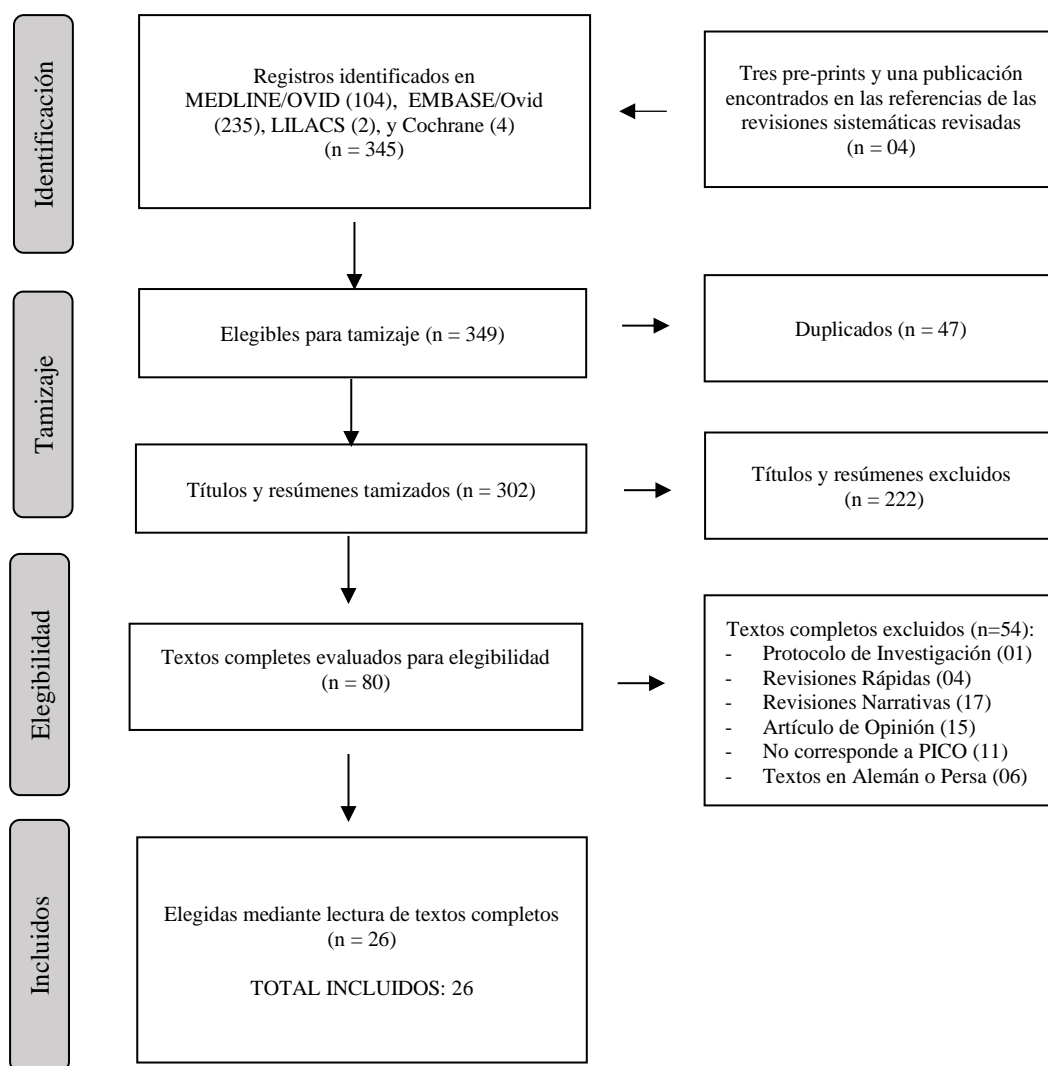 Identificación
Registros identificados en
MEDLINE/OVID (104), EMBASE/Ovid
(235), LILACS (2), y Cochrane (4)
(n = 345)
Tres pre-prints y una publicación
encontrados en las referencias de las
revisiones sistemáticas revisadas
(n = 04)
Tamizaje
Elegibles para tamizaje (n = 349)
Duplicados (n = 47)
Títulos y resúmenes tamizados (n = 302)
Títulos y resúmenes excluidos
(n = 222)
Elegibilidad
Textos completes evaluados para elegibilidad
(n = 80)
Textos completos excluidos (n=54):
- Protocolo de Investigación (01)
- Revisiones Rápidas (04)
- Revisiones Narrativas (17)
- Artículo de Opinión (15)
- No corresponde a PICO (11)
- Textos en Alemán o Persa (06)
Incluidos
Elegidas mediante lectura de textos completos
(n = 26)
TOTAL INCLUIDOS: 26